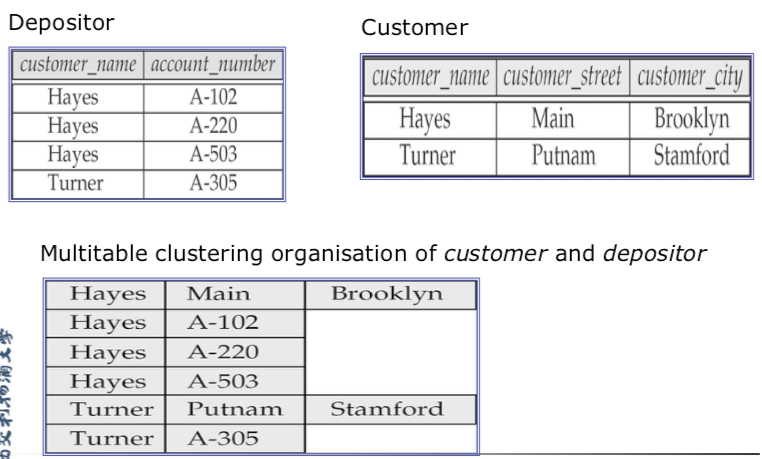 Depositor
customer_name account_number
Hayes A-102
Hayes A-220
Hayes A-503
Turner A-305
Customer
customer_name customer_street customer_city
Hayes Main Brooklyn
Turner Putnam Stamford
Multitable clustering organisation of customer and depositor
Hayes Main Brooklyn
Hayes A-102
Hayes A-220
Hayes A-503
Turner Putnam Stamford
Turner A-305